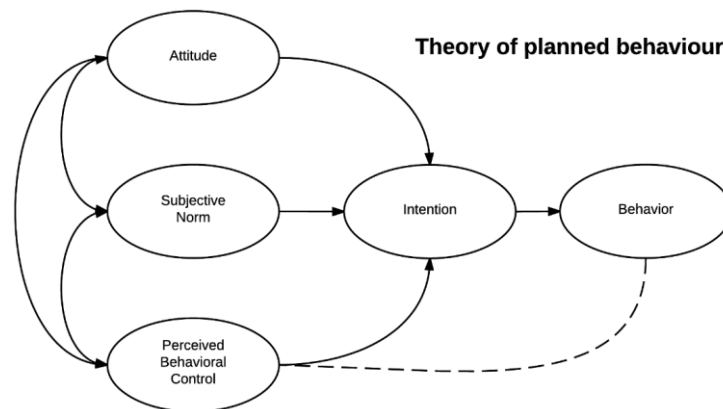 Theory of planned behaviour
Attitude
Subjective
Norm
Intention
Behavior
Perceived
Behavioral
Control